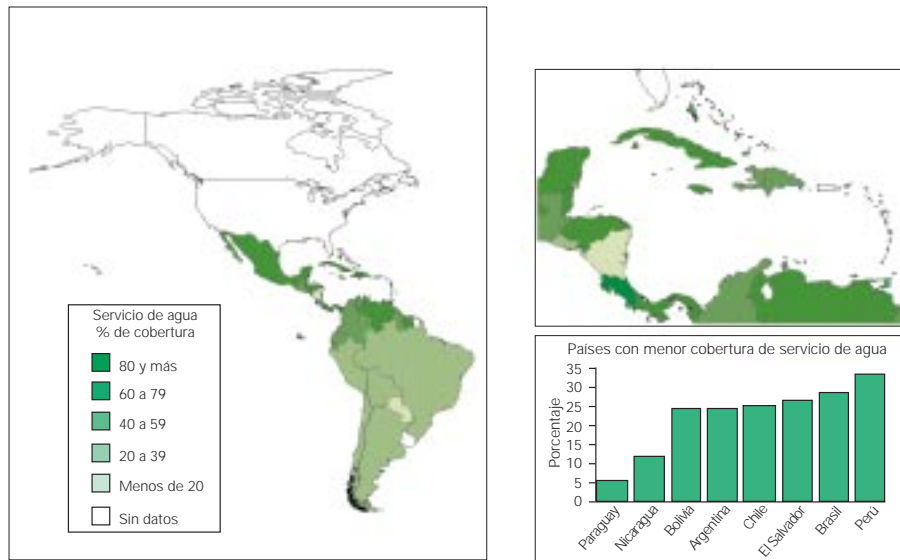 Servicio de agua
% de cobertura
80 y más
60 a 79
40 a 59
20 a 39
Menos de 20
Sin datos
Países con menor cobertura de servicio de agua
Porcentaje
35
30
25
20
15
10
5
0
Paraguay
Nicaragua
Bolivia
Argentina
Chile
El Salvador
Brasil
Perú